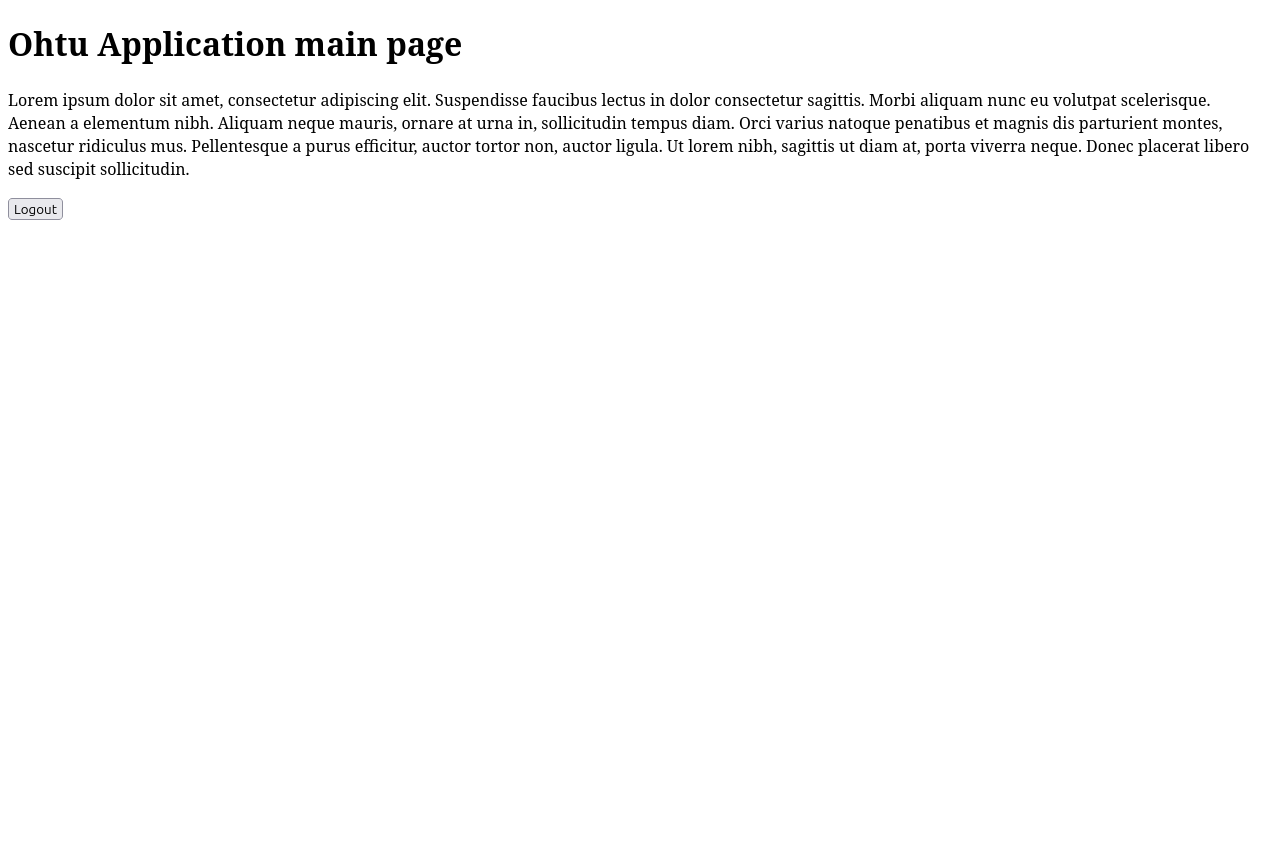 Ohtu Application main page
Lorem ipsum dolor sit amet, consectetur adipiscing elit. Suspendisse faucibus lectus in dolor consectetur sagittis. Morbi aliquam nunc eu volutpat scelerisque.
Aenean a elementum nibh. Aliquam neque mauris, ornare at urna in, sollicitudin tempus diam. Orci varius natoque penatibus et magnis dis parturient montes,
nascetur ridiculus mus. Pellentesque a purus efficitur, auctor tortor non, auctor ligula. Ut lorem nibh, sagittis ut diam at, porta viverra neque. Donec placerat libero
sed suscipit sollicitudin.
Logout